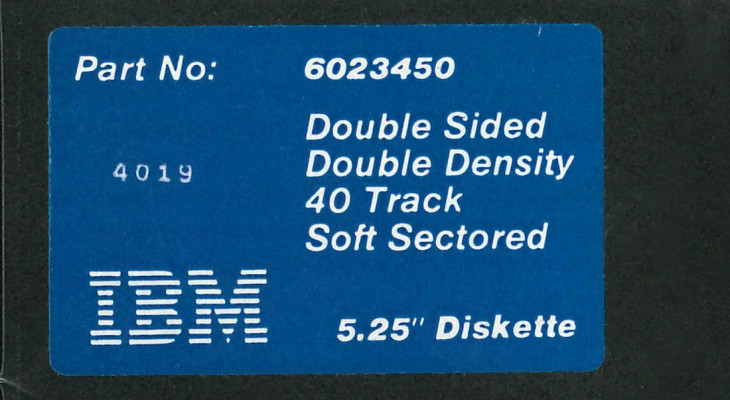 Part No: 6023450
Double Sided
Double Density
4019
40 Track
Soft Sectored
IBM
5.25" Diskette